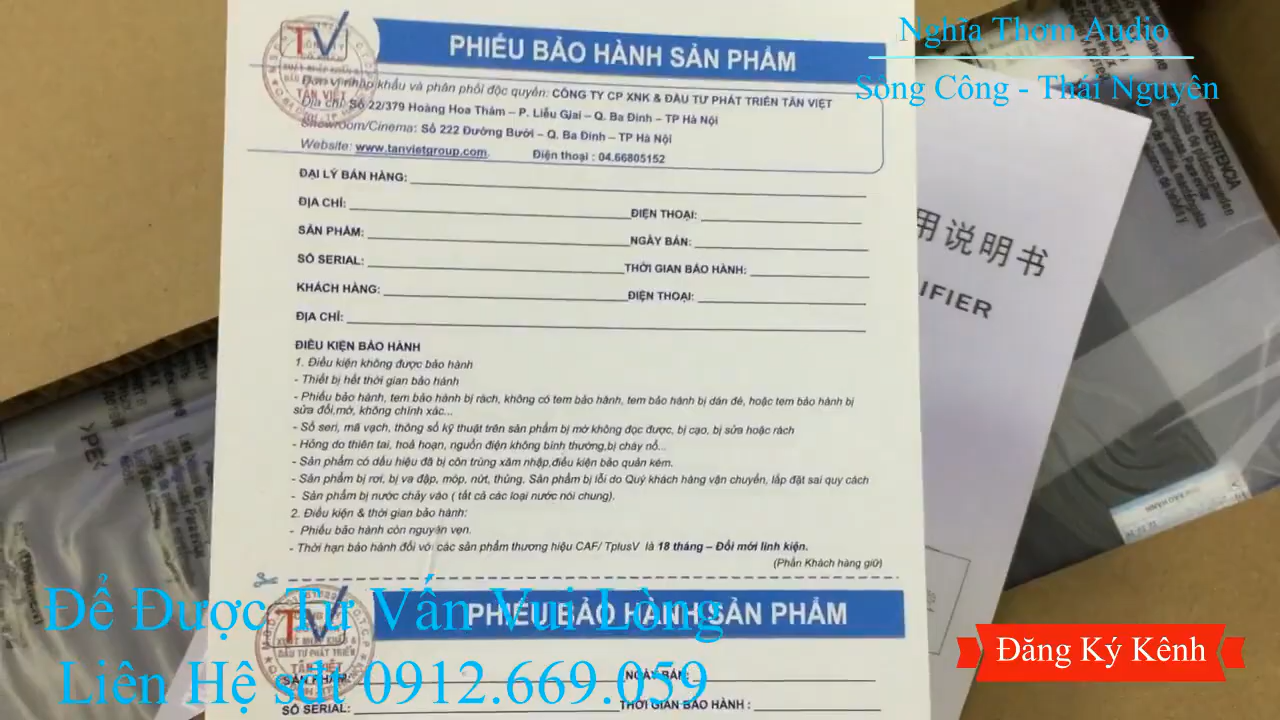 Nghĩa Thơm Audio
Sông Công - Thái Nguyên
TV
PHIẾU BẢO HÀNH SẢN PHẨM
Đơn vị nhập khẩu và phân phối độc quyền: CÔNG TY CP XNK & ĐẦU TƯ PHÁT TRIỂN TÂN VIỆT
Địa chỉ: Số 22/379 Hoàng Hoa Thám – P. Liễu Giai – Q. Ba Đình – TP Hà Nội
Showroom/Cinema: Số 222 Đường Bưởi – Q. Ba Đình – TP Hà Nội
Website: www.tanvietgroup.com. Điện thoại : 04.66805152
TÂN VIỆT
ĐẠI LÝ BÁN HÀNG:
ĐỊA CHỈ: ĐIỆN THOẠI:
SẢN PHẨM: NGÀY BÁN:
SỐ SERIAL: THỜI GIAN BẢO HÀNH:
KHÁCH HÀNG: ĐIỆN THOẠI:
ĐỊA CHỈ:
ĐIỀU KIỆN BẢO HÀNH
1. Điều kiện không được bảo hành
- Thiết bị hết thời gian bảo hành
- Phiếu bảo hành, tem bảo hành bị rách, không có tem bảo hành, tem bảo hành bị dán đè, hoặc tem bảo hành bị
sửa đổi,mờ, không chính xác...
- Số seri, mã vạch, thông số kỹ thuật trên sản phẩm bị mờ không đọc được, bị cạo, bị sửa hoặc rách
- Hỏng do thiên tai, hoả hoạn, nguồn điện không bình thường,bị cháy nổ...
- Sản phẩm có dấu hiệu đã bị côn trùng xâm nhập,điều kiện bảo quản kém.
- Sản phẩm bị rơi, bị va đập, móp, nứt, thủng. Sản phẩm bị lỗi do Quý khách hàng vận chuyển, lắp đặt sai quy cách
- Sản phẩm bị nước chảy vào ( tất cả các loại nước nói chung).
2. Điều kiện & thời gian bảo hành:
- Phiếu bảo hành còn nguyên vẹn.
- Thời hạn bảo hành đối với các sản phẩm thương hiệu CAF/ TplusV là 18 tháng – Đổi mới linh kiện.
(Phần Khách hàng giữ)
TV
PHIẾU BẢO HÀNH SẢN PHẨM
TÂN VIỆT
SẢN PHẨM: NGÀY BÁN:
SỐ SERIAL: THỜI GIAN BẢO HÀNH :
用说明书
IFIER
ADVERTENCIA
>PE<
Để Được Tư Vấn Vui Lòng
Liên Hệ sđt 0912.669.059
Đăng Ký Kênh